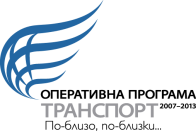 ОПЕРАТИВНА ПРОГРАМА
ТРАНСПОРТ 2007–2013
По-близо, по-близки...